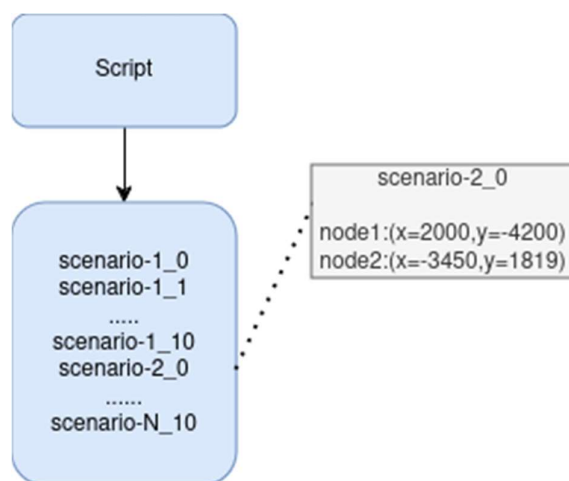 Script
scenario-1_0
scenario-1_1
.....
scenario-1_10
scenario-2_0
......
scenario-N_10
scenario-2_0
node1:(x=2000,y=-4200)
node2:(x=-3450,y=1819)